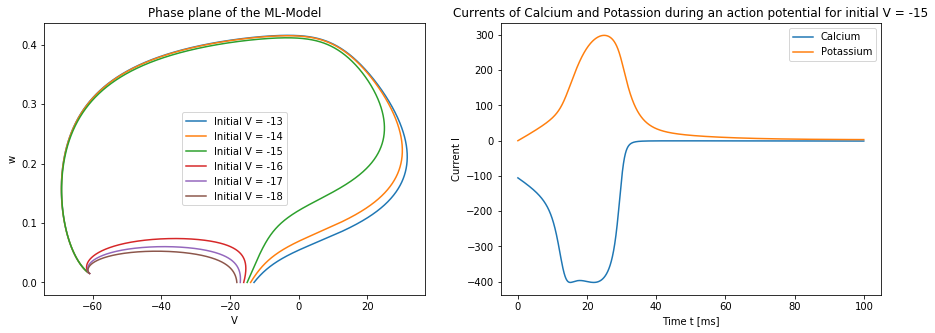 Phase plane of the ML-Model
0.4
0.3
0.2
0.1
0.0
w
Initial V = -13
Initial V = -14
Initial V = -15
Initial V = -16
Initial V = -17
Initial V = -18
−60
−40
−20
0
20
V
Currents of Calcium and Potassion during an action potential for initial V = -15
300
200
100
0
−100
−200
−300
−400
Current I
Calcium
Potassium
0
20
40
60
80
100
Time t [ms]